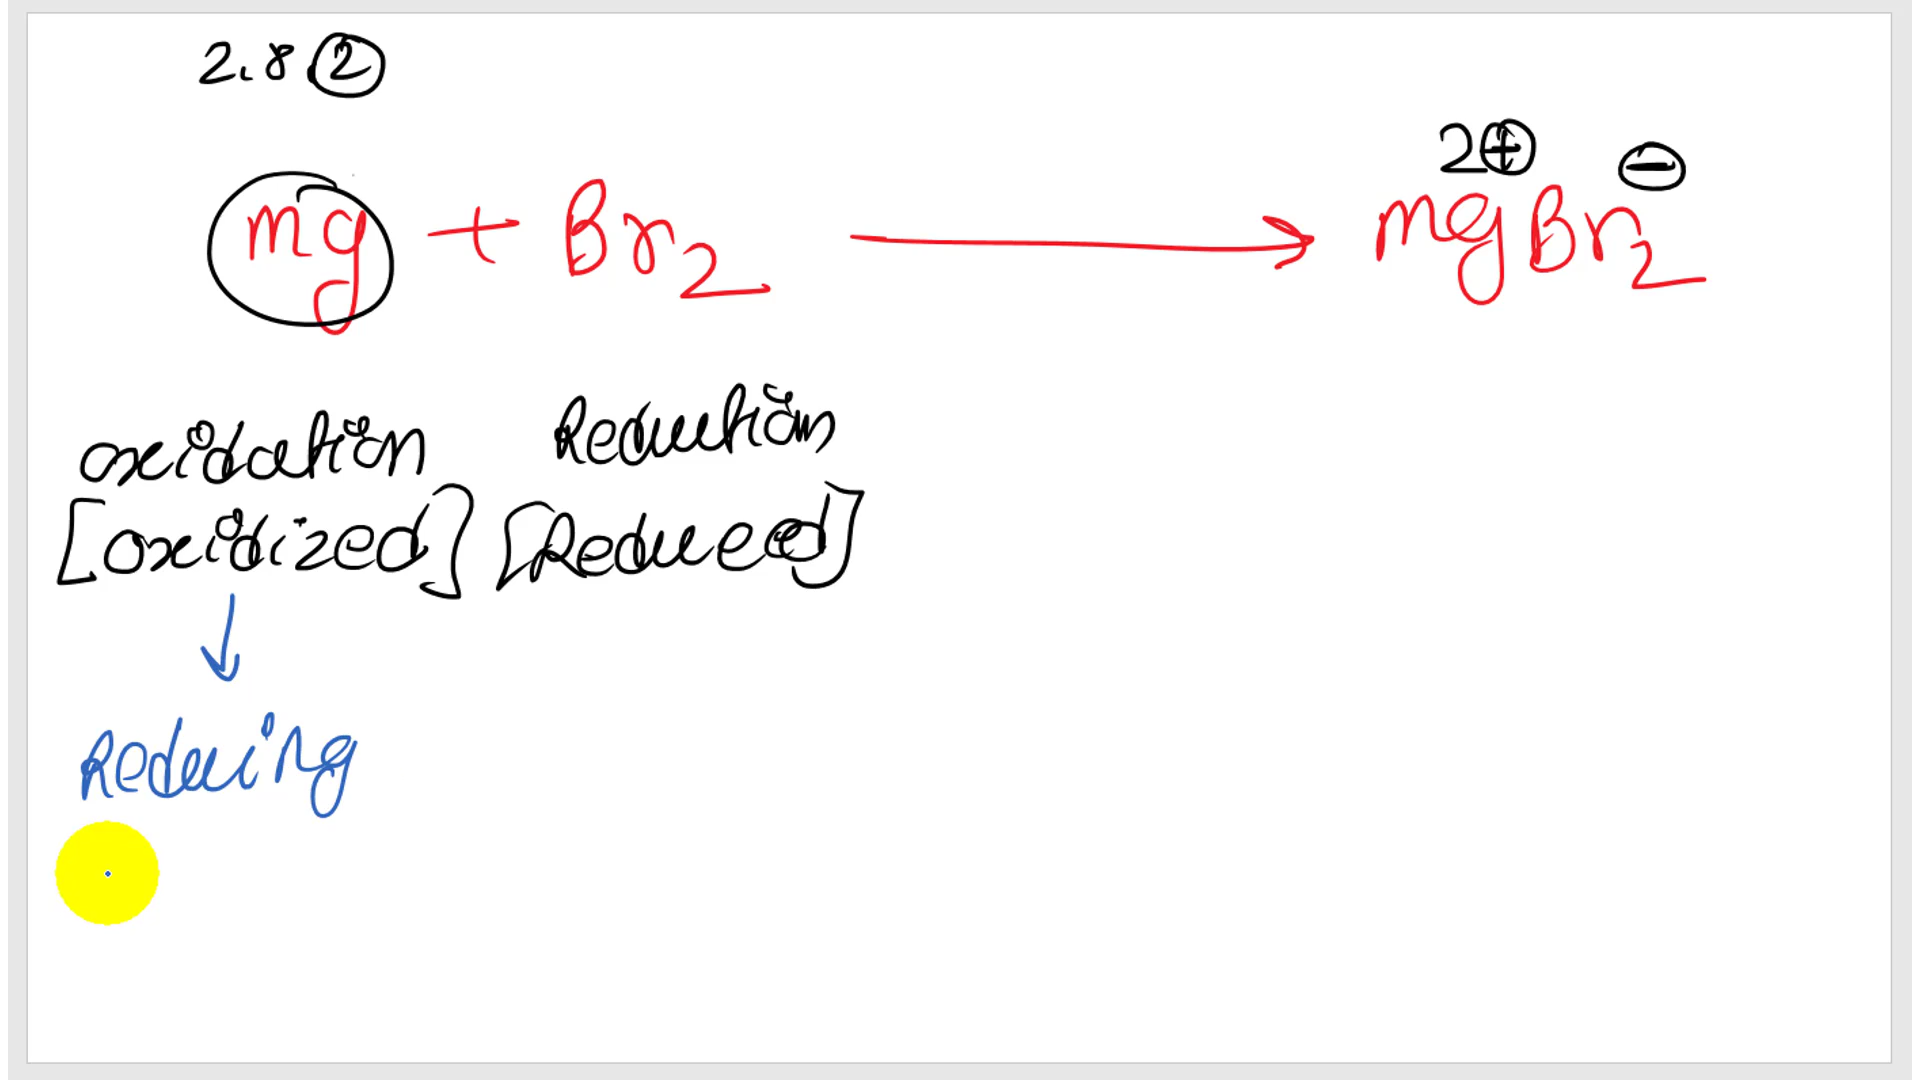 2.8.2
mg + Br2 → mgBr2
2+ −
oxidation Reduction
[oxidized] [Reduced]
↓
Reducing